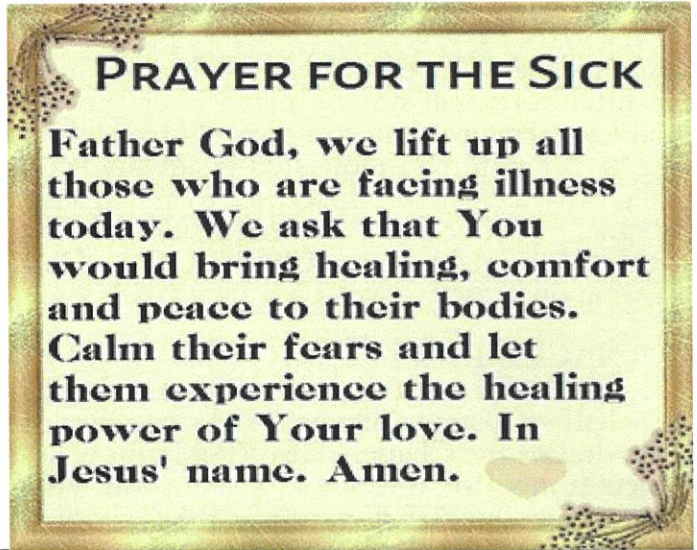 PRAYER FOR THE SICK
Father God, we lift up all
those who are facing illness
today. We ask that You
would bring healing, comfort
and peace to their bodies.
Calm their fears and let
them experience the healing
power of Your love. In
Jesus' name. Amen.